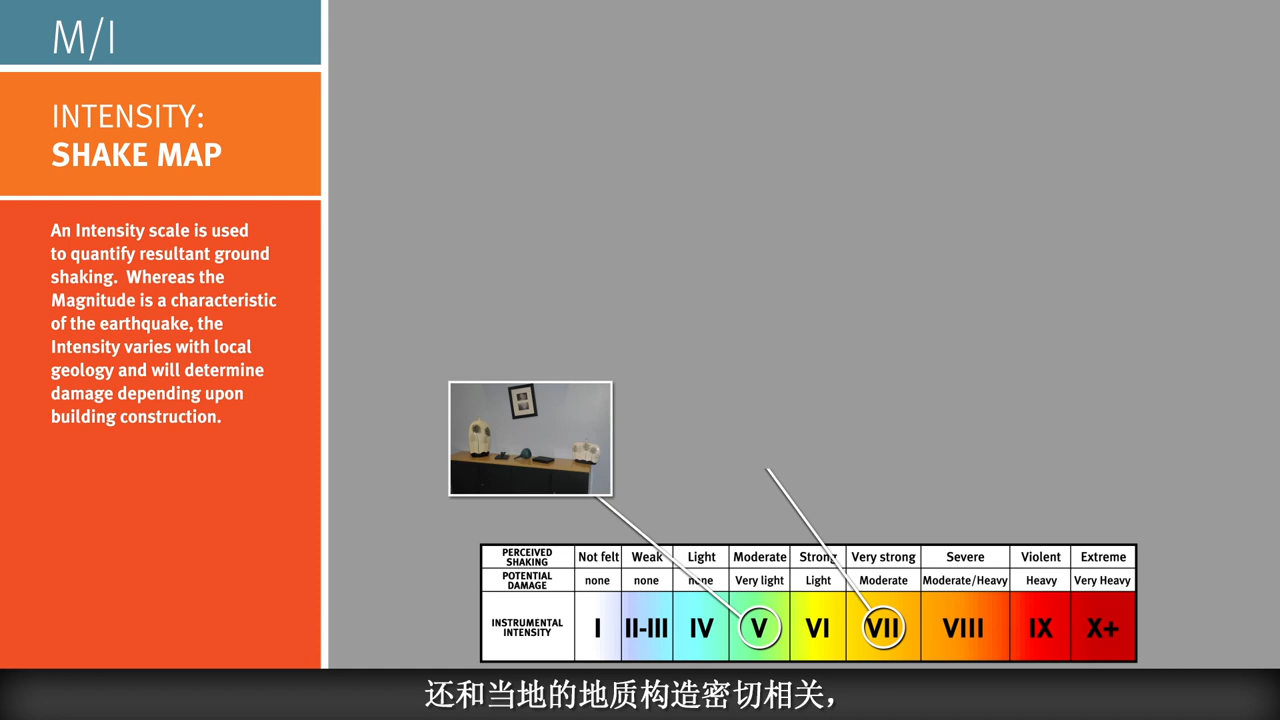 M/I
INTENSITY:
SHAKE MAP
An Intensity scale is used
to quantify resultant ground
shaking. Whereas the
Magnitude is a characteristic
of the earthquake, the
Intensity varies with local
geology and will determine
damage depending upon
building construction.
PERCEIVED SHAKING Not felt Weak Light Moderate Strong Very strong Severe Violent Extreme
POTENTIAL DAMAGE none none none Very light Light Moderate Moderate/Heavy Heavy Very Heavy
INSTRUMENTAL INTENSITY I II-III IV V VI VII VIII IX X+
还和当地的地质构造密切相关,